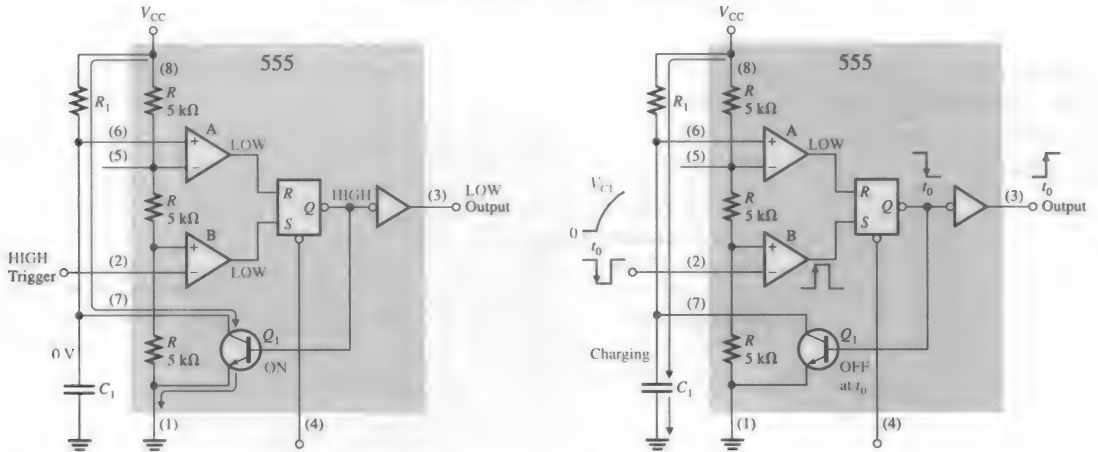 V_CC
555
(8)
R_1
R
5 kΩ
(6)
A
+
−
LOW
(5)
R
S
Q
HIGH
(3)
LOW
Output
R
5 kΩ
B
+
−
LOW
HIGH
Trigger
(2)
(7)
0 V
R
5 kΩ
Q_1
ON
C_1
(1)
(4)
V_CC
555
(8)
R_1
R
5 kΩ
(6)
A
+
−
LOW
(5)
V_C1
0
t_0
R
S
Q
t_0
(3)
t_0
Output
R
5 kΩ
B
+
−
(2)
(7)
Charging
R
5 kΩ
Q_1
OFF
at t_0
C_1
(1)
(4)